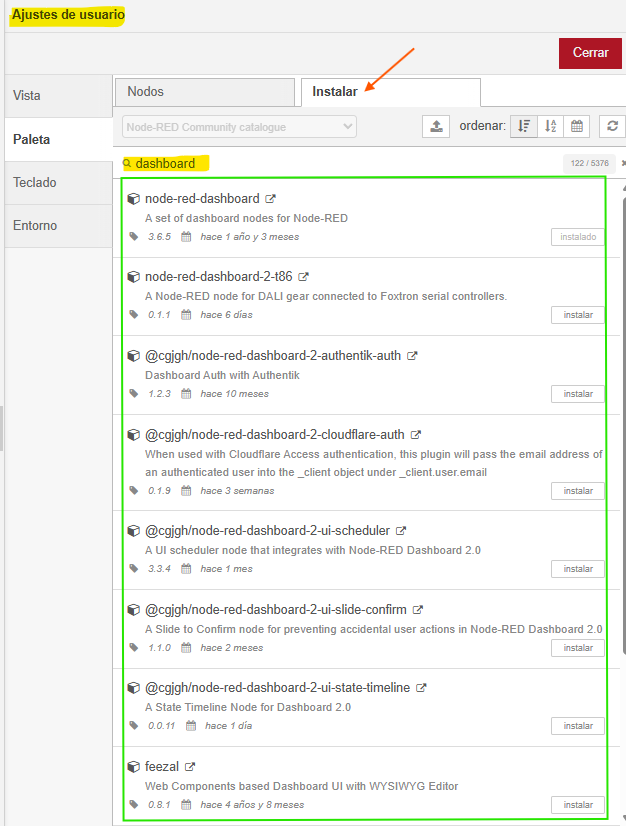 Ajustes de usuario
Cerrar
Vista
Paleta
Teclado
Entorno
Nodos
Instalar
Node-RED Community catalogue
ordenar:
dashboard
122 / 5376
node-red-dashboard
A set of dashboard nodes for Node-RED
3.6.5 hace 1 año y 3 meses
instalado
node-red-dashboard-2-t86
A Node-RED node for DALI gear connected to Foxtron serial controllers.
0.1.1 hace 6 días
instalar
@cgjgh/node-red-dashboard-2-authentik-auth
Dashboard Auth with Authentik
1.2.3 hace 10 meses
instalar
@cgjgh/node-red-dashboard-2-cloudflare-auth
When used with Cloudflare Access authentication, this plugin will pass the email address of
an authenticated user into the _client object under _client.user.email
0.1.9 hace 3 semanas
instalar
@cgjgh/node-red-dashboard-2-ui-scheduler
A UI scheduler node that integrates with Node-RED Dashboard 2.0
3.3.4 hace 1 mes
instalar
@cgjgh/node-red-dashboard-2-ui-slide-confirm
A Slide to Confirm node for preventing accidental user actions in Node-RED Dashboard 2.0
1.1.0 hace 2 meses
instalar
@cgjgh/node-red-dashboard-2-ui-state-timeline
A State Timeline Node for Dashboard 2.0
0.0.11 hace 1 día
instalar
feezal
Web Components based Dashboard UI with WYSIWYG Editor
0.8.1 hace 4 años y 8 meses
instalar